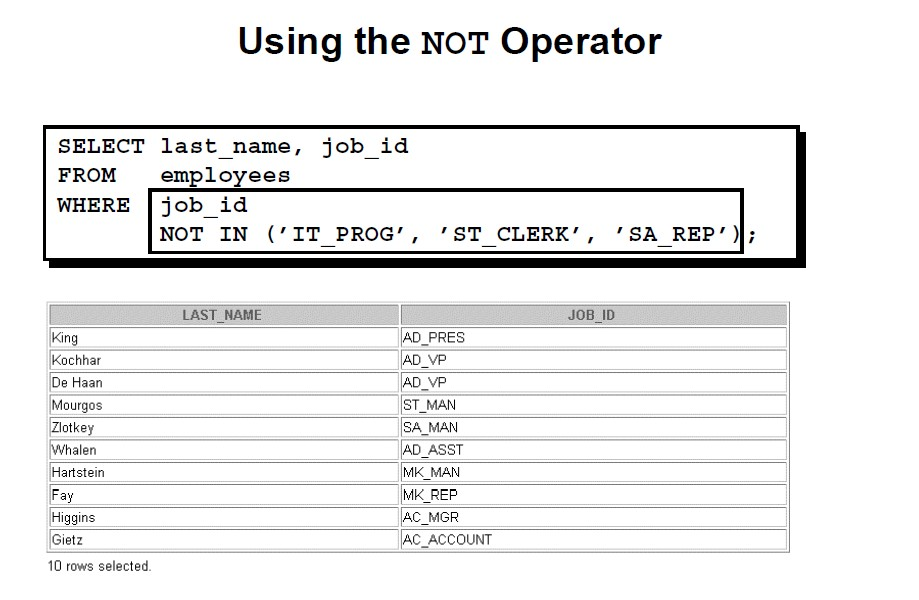 Using the NOT Operator
SELECT last_name, job_id
FROM employees
WHERE job_id
NOT IN (’IT_PROG’, ’ST_CLERK’, ’SA_REP’);
LAST_NAME JOB_ID
King AD_PRES
Kochhar AD_VP
De Haan AD_VP
Mourgos ST_MAN
Zlotkey SA_MAN
Whalen AD_ASST
Hartstein MK_MAN
Fay MK_REP
Higgins AC_MGR
Gietz AC_ACCOUNT
10 rows selected.